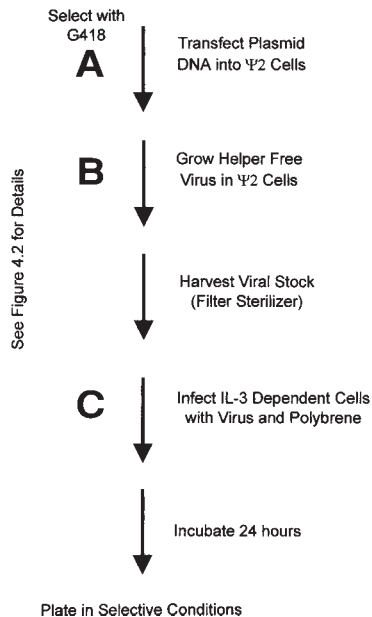 Select with
G418
A
Transfect Plasmid
DNA into Ψ2 Cells
B
Grow Helper Free
Virus in Ψ2 Cells
See Figure 4.2 for Details
Harvest Viral Stock
(Filter Sterilizer)
C
Infect IL-3 Dependent Cells
with Virus and Polybrene
Incubate 24 hours
Plate in Selective Conditions